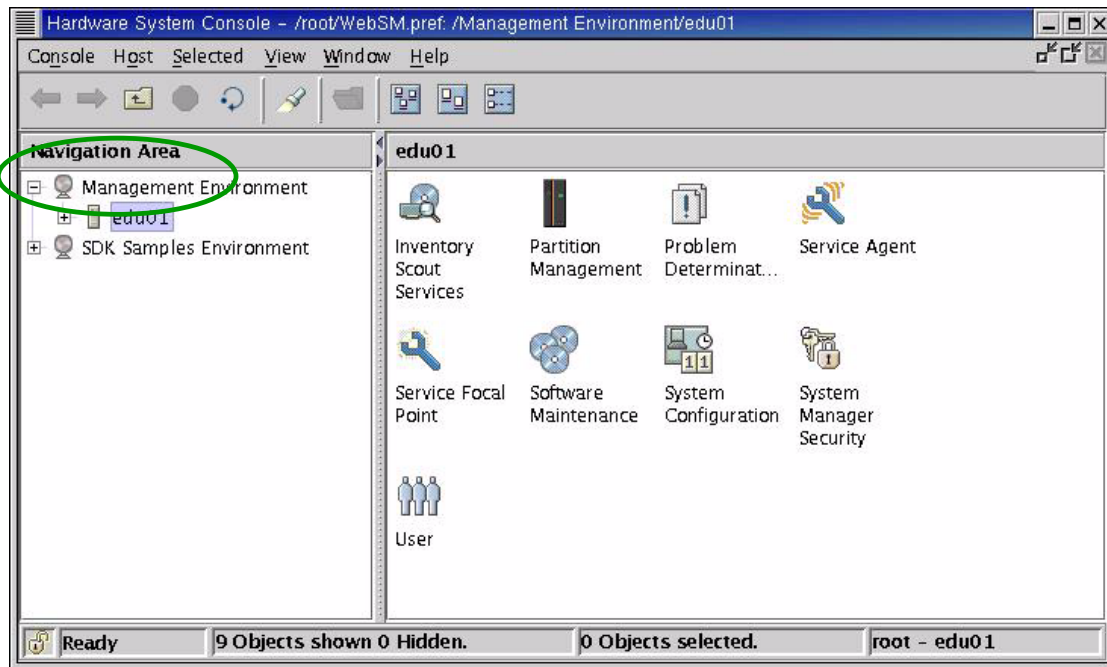 Hardware System Console – /root/WebSM.pref: /Management Environment/edu01
Console Host Selected View Window Help
Navigation Area
edu01
Management Environment
edu01
SDK Samples Environment
Inventory
Scout
Services
Partition
Management
Problem
Determinat...
Service Agent
Service Focal
Point
Software
Maintenance
11
System
Configuration
System
Manager
Security
User
Ready
9 Objects shown 0 Hidden.
0 Objects selected.
root – edu01